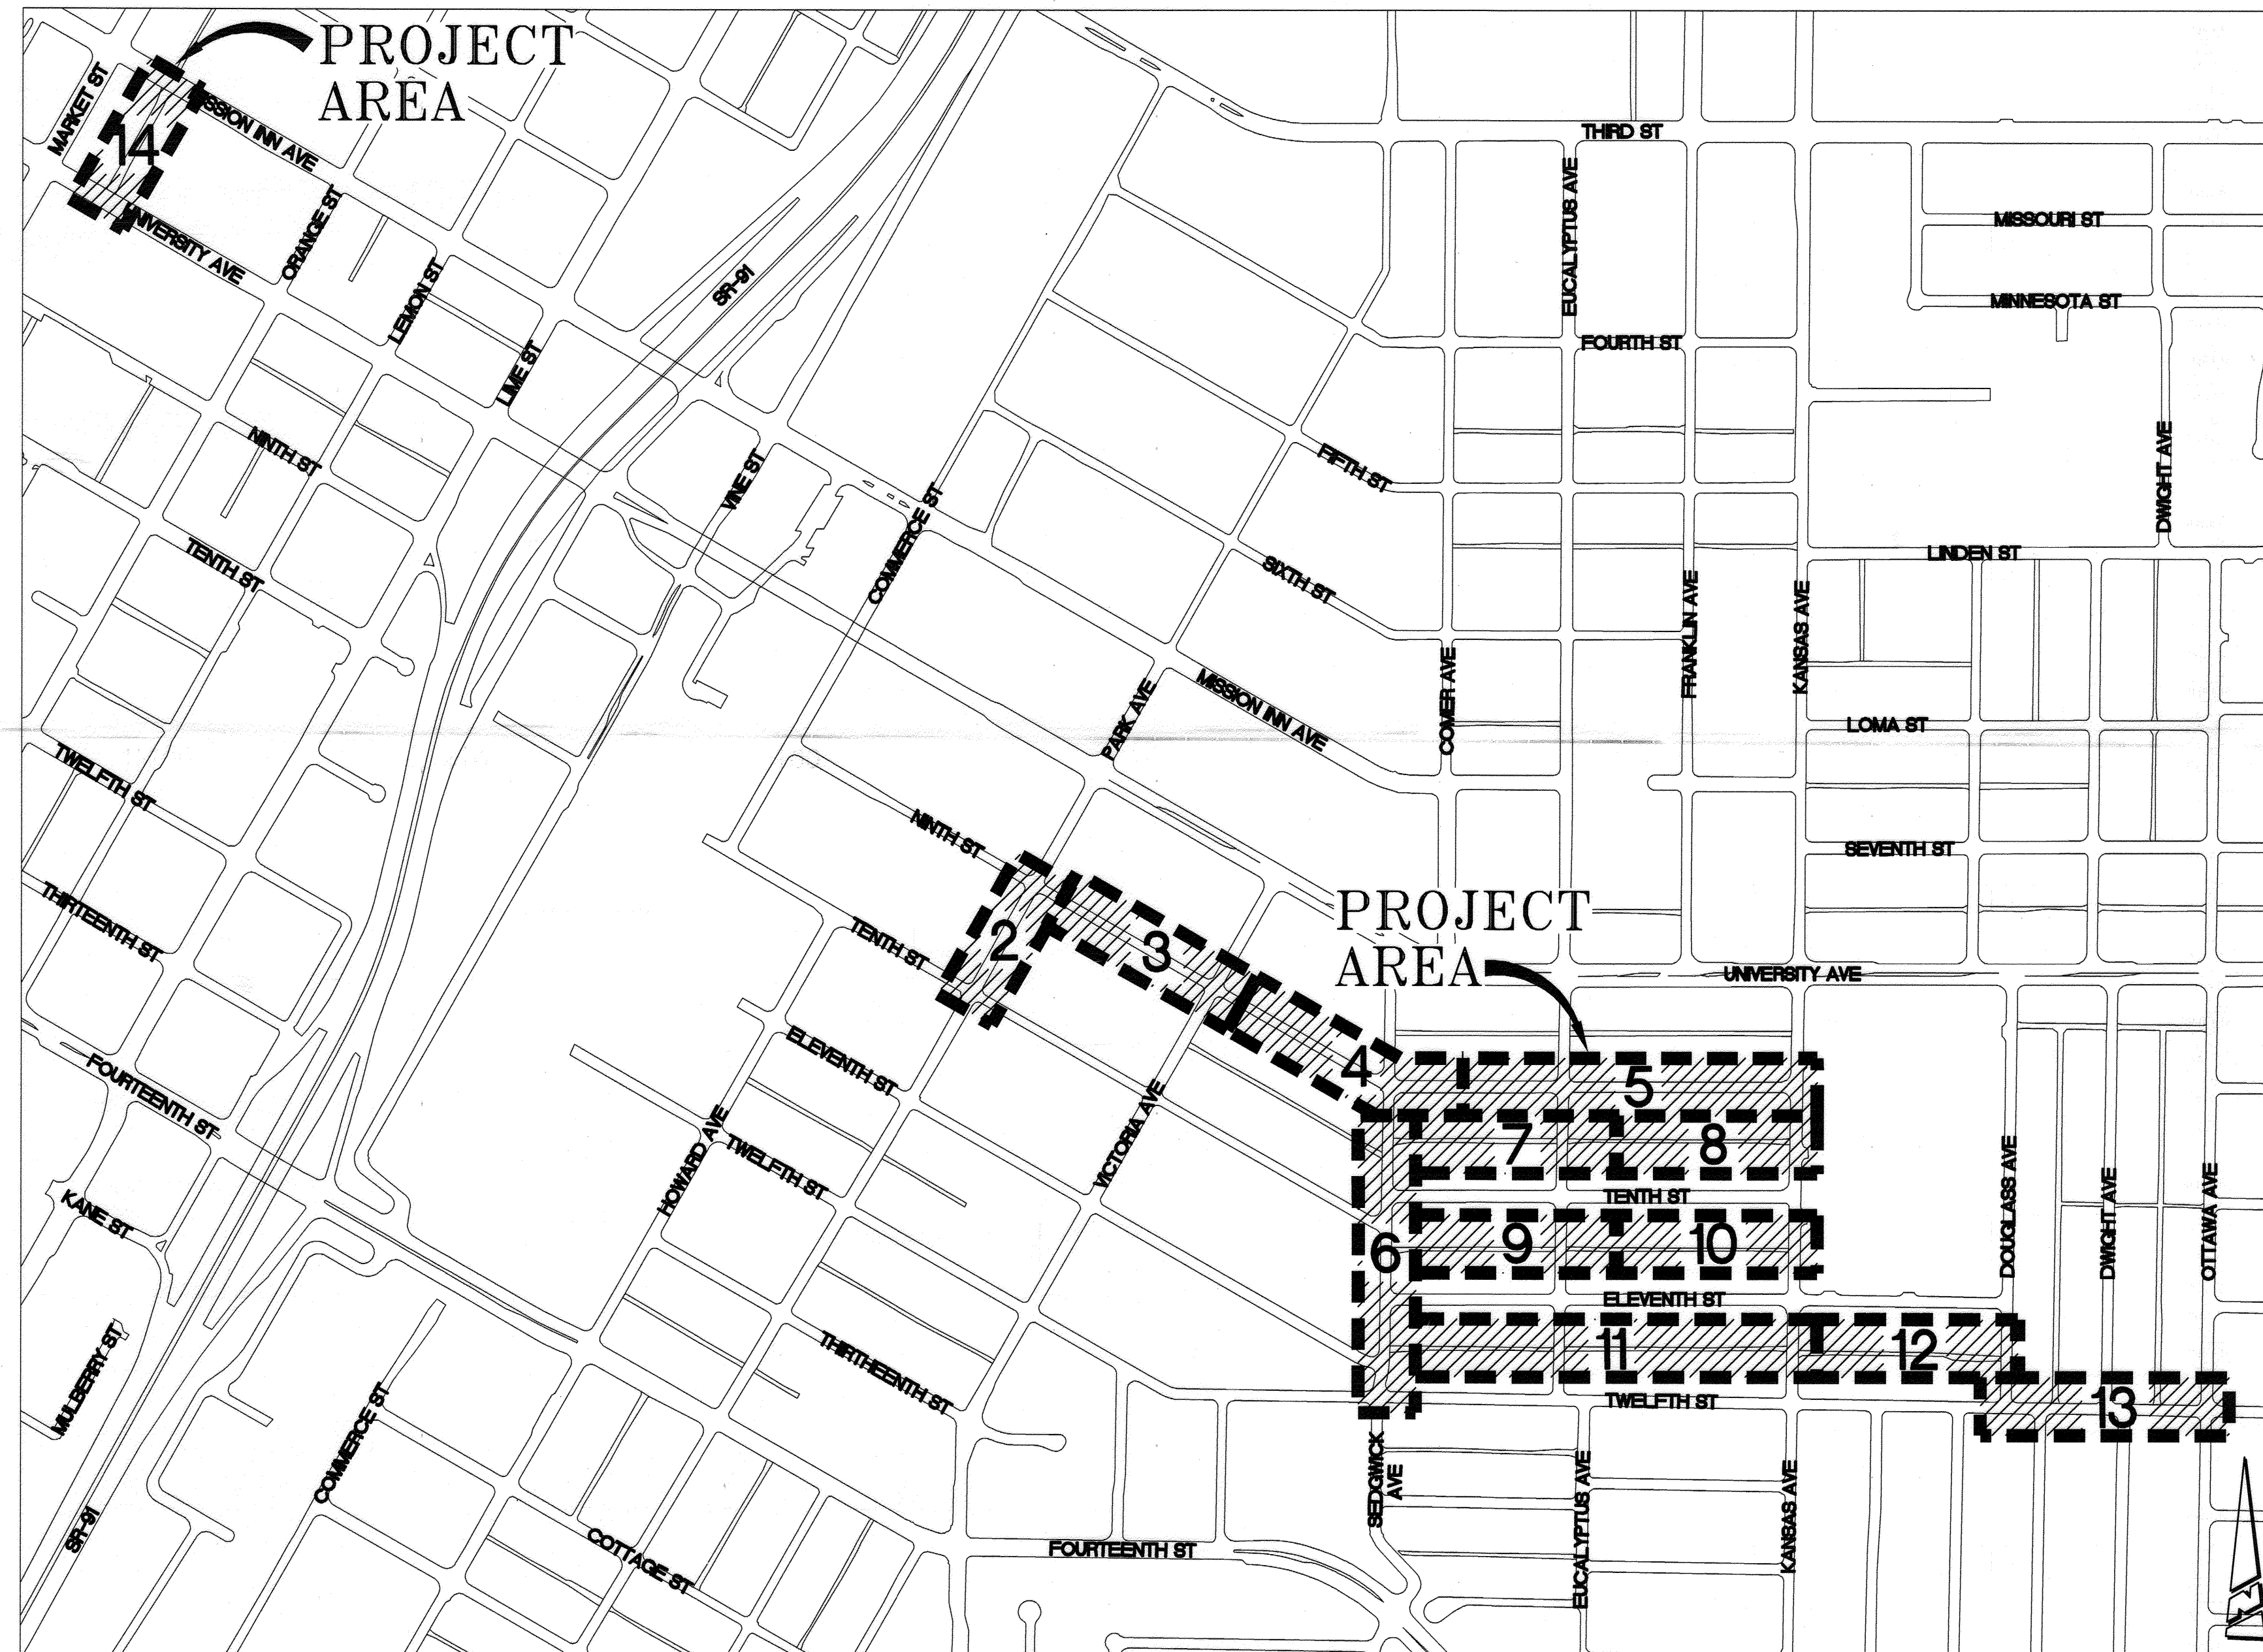 PROJECT
AREA
MARKET ST
14
MISSION INN AVE
UNIVERSITY AVE
ORANGE ST
LEMON ST
LIME ST
SR-91
THIRD ST
EUCALYPTUS AVE
MISSOURI ST
MINNESOTA ST
FOURTH ST
NINTH ST
VINE ST
COMMERCE ST
FIFTH ST
DWIGHT AVE
TENTH ST
SIXTH ST
LINDEN ST
FRANKLIN AVE
KANSAS AVE
COMER AVE
PARK AVE
MISSION INN AVE
LOMA ST
TWELFTH ST
NINTH ST
SEVENTH ST
THIRTEENTH ST
TENTH ST
2
3
PROJECT
AREA
UNIVERSITY AVE
FOURTEENTH ST
ELEVENTH ST
4
5
HOWARD AVE
TWELFTH ST
VICTORIA AVE
7
8
TENTH ST
DOUGLASS AVE
DWIGHT AVE
OTTAWA AVE
KANE ST
6
9
10
ELEVENTH ST
MULBERRY ST
THIRTHEENTH ST
11
12
TWELFTH ST
13
COMMERCE ST
SR-91
COTTAGE ST
FOURTEENTH ST
SEDGWICK
AVE
EUCALYPTUS AVE
KANSAS AVE